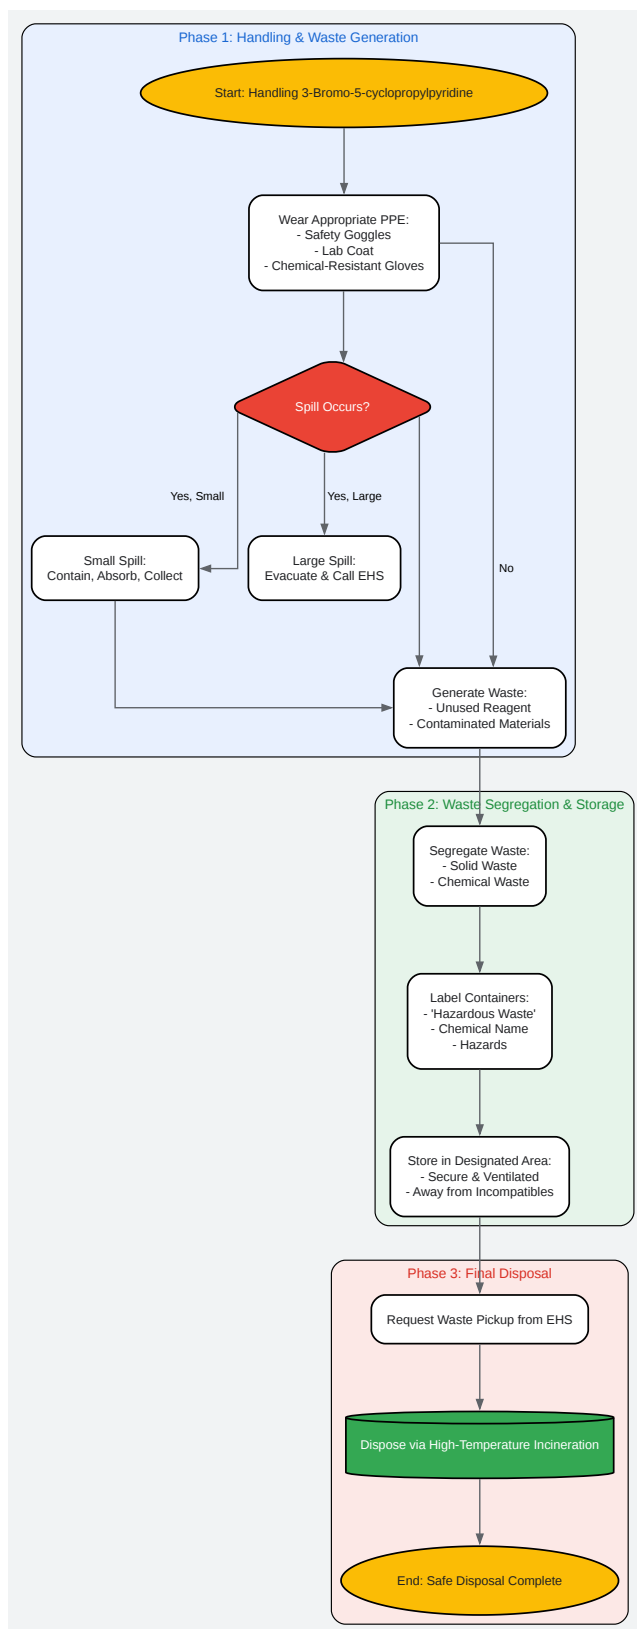 Phase 1: Handling & Waste Generation
Start: Handling 3-Bromo-5-cyclopropylpyridine
Wear Appropriate PPE:
- Safety Goggles
- Lab Coat
- Chemical-Resistant Gloves
Spill Occurs?
Yes, Small
Yes, Large
Small Spill:
Contain, Absorb, Collect
Large Spill:
Evacuate & Call EHS
No
Generate Waste:
- Unused Reagent
- Contaminated Materials
Phase 2: Waste Segregation & Storage
Segregate Waste:
- Solid Waste
- Chemical Waste
Label Containers:
- 'Hazardous Waste'
- Chemical Name
- Hazards
Store in Designated Area:
- Secure & Ventilated
- Away from Incompatibles
Phase 3: Final Disposal
Request Waste Pickup from EHS
Dispose via High-Temperature Incineration
End: Safe Disposal Complete